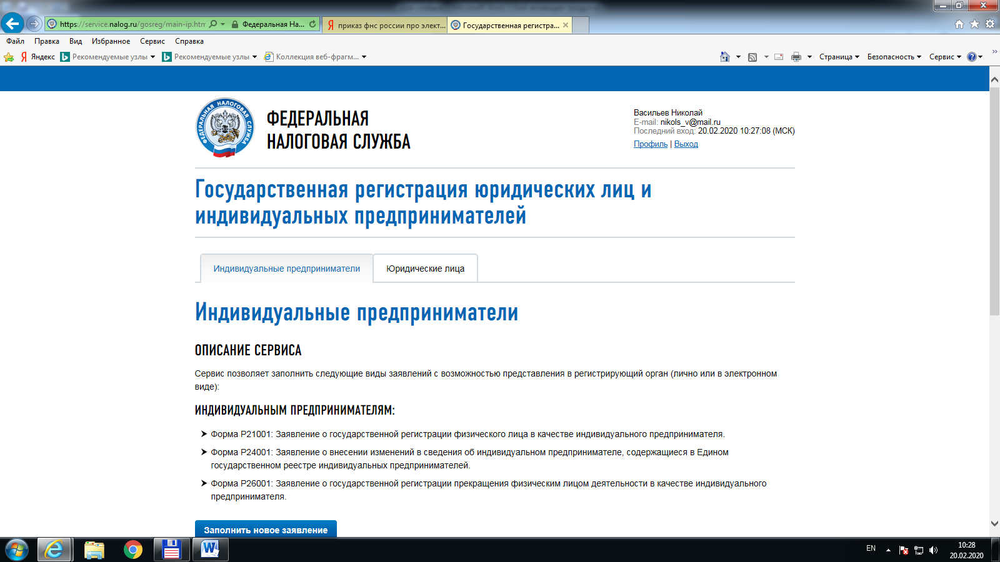 https://service.nalog.ru/gosreg/main-ip.htm
Федеральная На...
приказ фнс россии про элект...
Государственная регистра...
Файл Правка Вид Избранное Сервис Справка
Яндекс Рекомендуемые узлы Рекомендуемые узлы Коллекция веб-фрагм... Страница Безопасность Сервис
ФЕДЕРАЛЬНАЯ НАЛОГОВАЯ СЛУЖБА
ФЕДЕРАЛЬНАЯ
НАЛОГОВАЯ СЛУЖБА
Васильев Николай
E-mail: nikols_v@mail.ru
Последний вход: 20.02.2020 10:27:08 (МСК)
Профиль | Выход
Государственная регистрация юридических лиц и
индивидуальных предпринимателей
Индивидуальные предприниматели Юридические лица
Индивидуальные предприниматели
ОПИСАНИЕ СЕРВИСА
Сервис позволяет заполнить следующие виды заявлений с возможностью представления в регистрирующий орган (лично или в электронном
виде):
ИНДИВИДУАЛЬНЫМ ПРЕДПРИНИМАТЕЛЯМ:
Форма Р21001: Заявление о государственной регистрации физического лица в качестве индивидуального предпринимателя.
Форма Р24001: Заявление о внесении изменений в сведения об индивидуальном предпринимателе, содержащиеся в Едином
государственном реестре индивидуальных предпринимателей.
Форма Р26001: Заявление о государственной регистрации прекращения физическим лицом деятельности в качестве индивидуального
предпринимателя.
Заполнить новое заявление
EN
10:28
20.02.2020